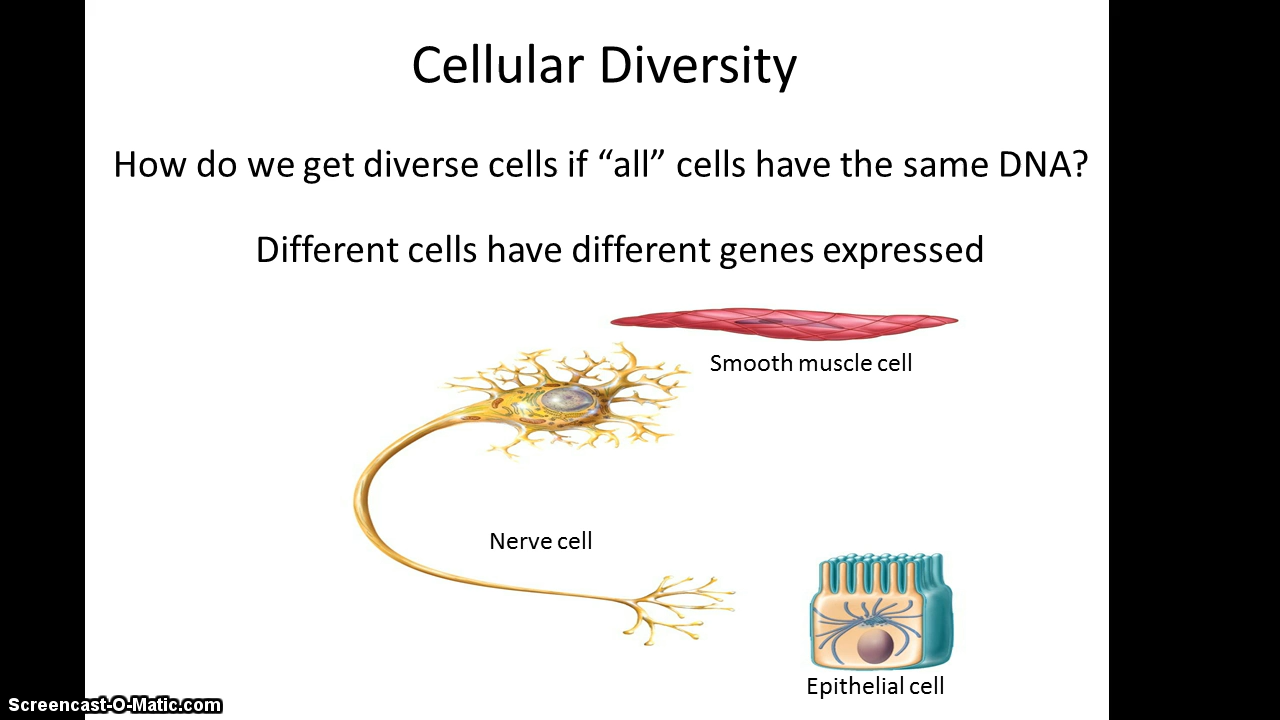 Cellular Diversity
How do we get diverse cells if “all” cells have the same DNA?
Different cells have different genes expressed
Smooth muscle cell
Nerve cell
Epithelial cell
Screencast-O-Matic.com